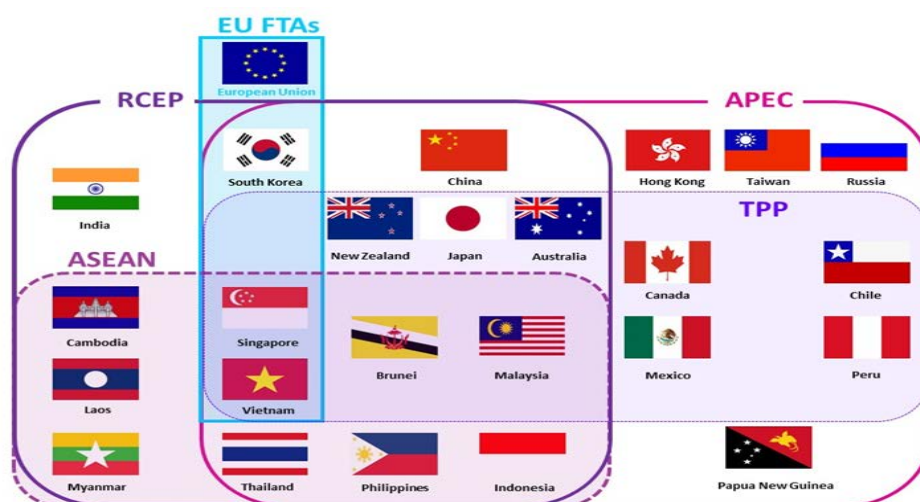 EU FTAs
European Union
RCEP
APEC
South Korea
China
Hong Kong
Taiwan
Russia
India
TPP
New Zealand
Japan
Australia
ASEAN
Canada
Chile
Cambodia
Singapore
Brunei
Malaysia
Mexico
Peru
Laos
Vietnam
Myanmar
Thailand
Philippines
Indonesia
Papua New Guinea